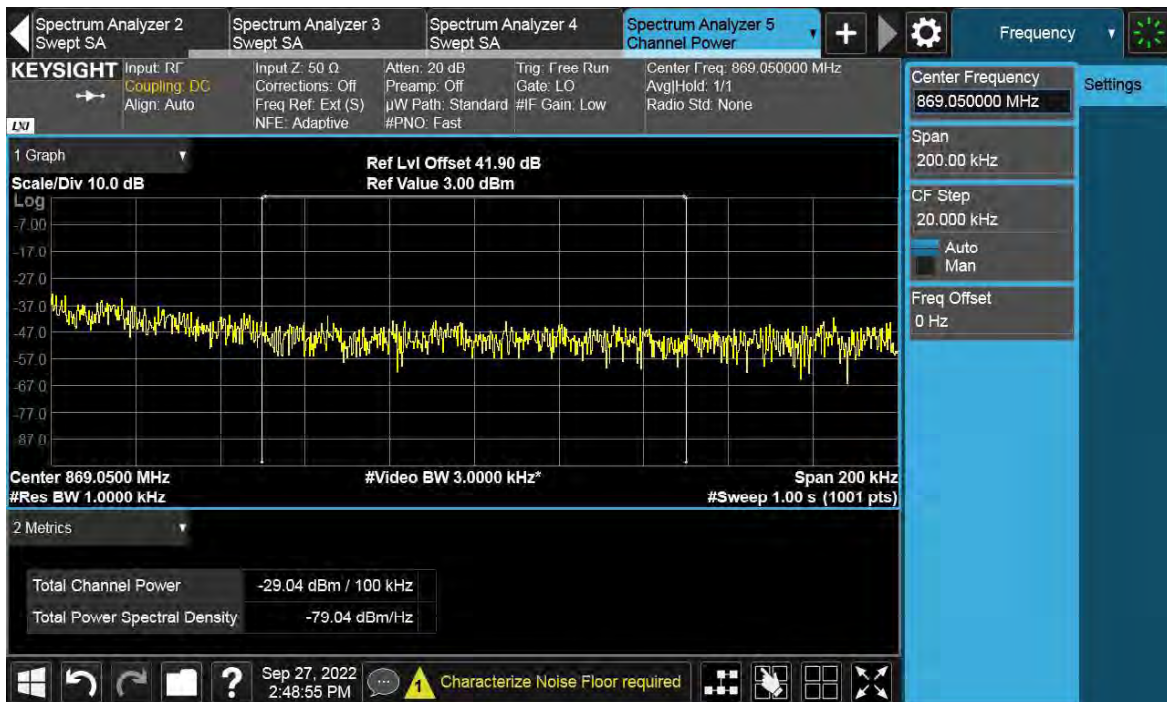 Spectrum Analyzer 2
Swept SA
Spectrum Analyzer 3
Swept SA
Spectrum Analyzer 4
Swept SA
Spectrum Analyzer 5
Channel Power
+
Frequency
KEYSIGHT
LXI
Input: RF
Coupling: DC
Align: Auto
Input Z: 50 Ω
Corrections: Off
Freq Ref: Ext (S)
NFE: Adaptive
Atten: 20 dB
Preamp: Off
µW Path: Standard
#PNO: Fast
Trig: Free Run
Gate: LO
#IF Gain: Low
Center Freq: 869.050000 MHz
Avg|Hold: 1/1
Radio Std: None
Center Frequency
869.050000 MHz
Settings
Span
200.00 kHz
CF Step
20.000 kHz
Auto
Man
Freq Offset
0 Hz
1 Graph
Scale/Div 10.0 dB
Ref Lvl Offset 41.90 dB
Ref Value 3.00 dBm
Log
-7.00
-17.0
-27.0
-37.0
-47.0
-57.0
-67.0
-77.0
-87.0
Center 869.0500 MHz
#Video BW 3.0000 kHz*
Span 200 kHz
#Res BW 1.0000 kHz
#Sweep 1.00 s (1001 pts)
2 Metrics
Total Channel Power -29.04 dBm / 100 kHz
Total Power Spectral Density -79.04 dBm/Hz
?
Sep 27, 2022
2:48:55 PM
1
Characterize Noise Floor required